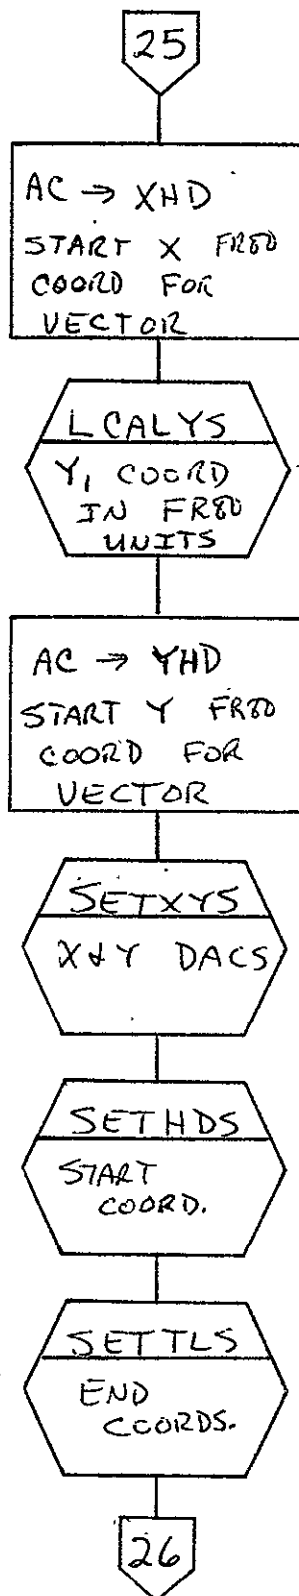 25
AC → XHD
START X FR80
COORD FOR
VECTOR
LCALYS
Y, COORD
IN FR80
UNITS
AC → YHD
START Y FR80
COORD FOR
VECTOR
SETXYS
X & Y DACS
SETHDS
START
COORD.
SETTLS
END
COORDS.
26